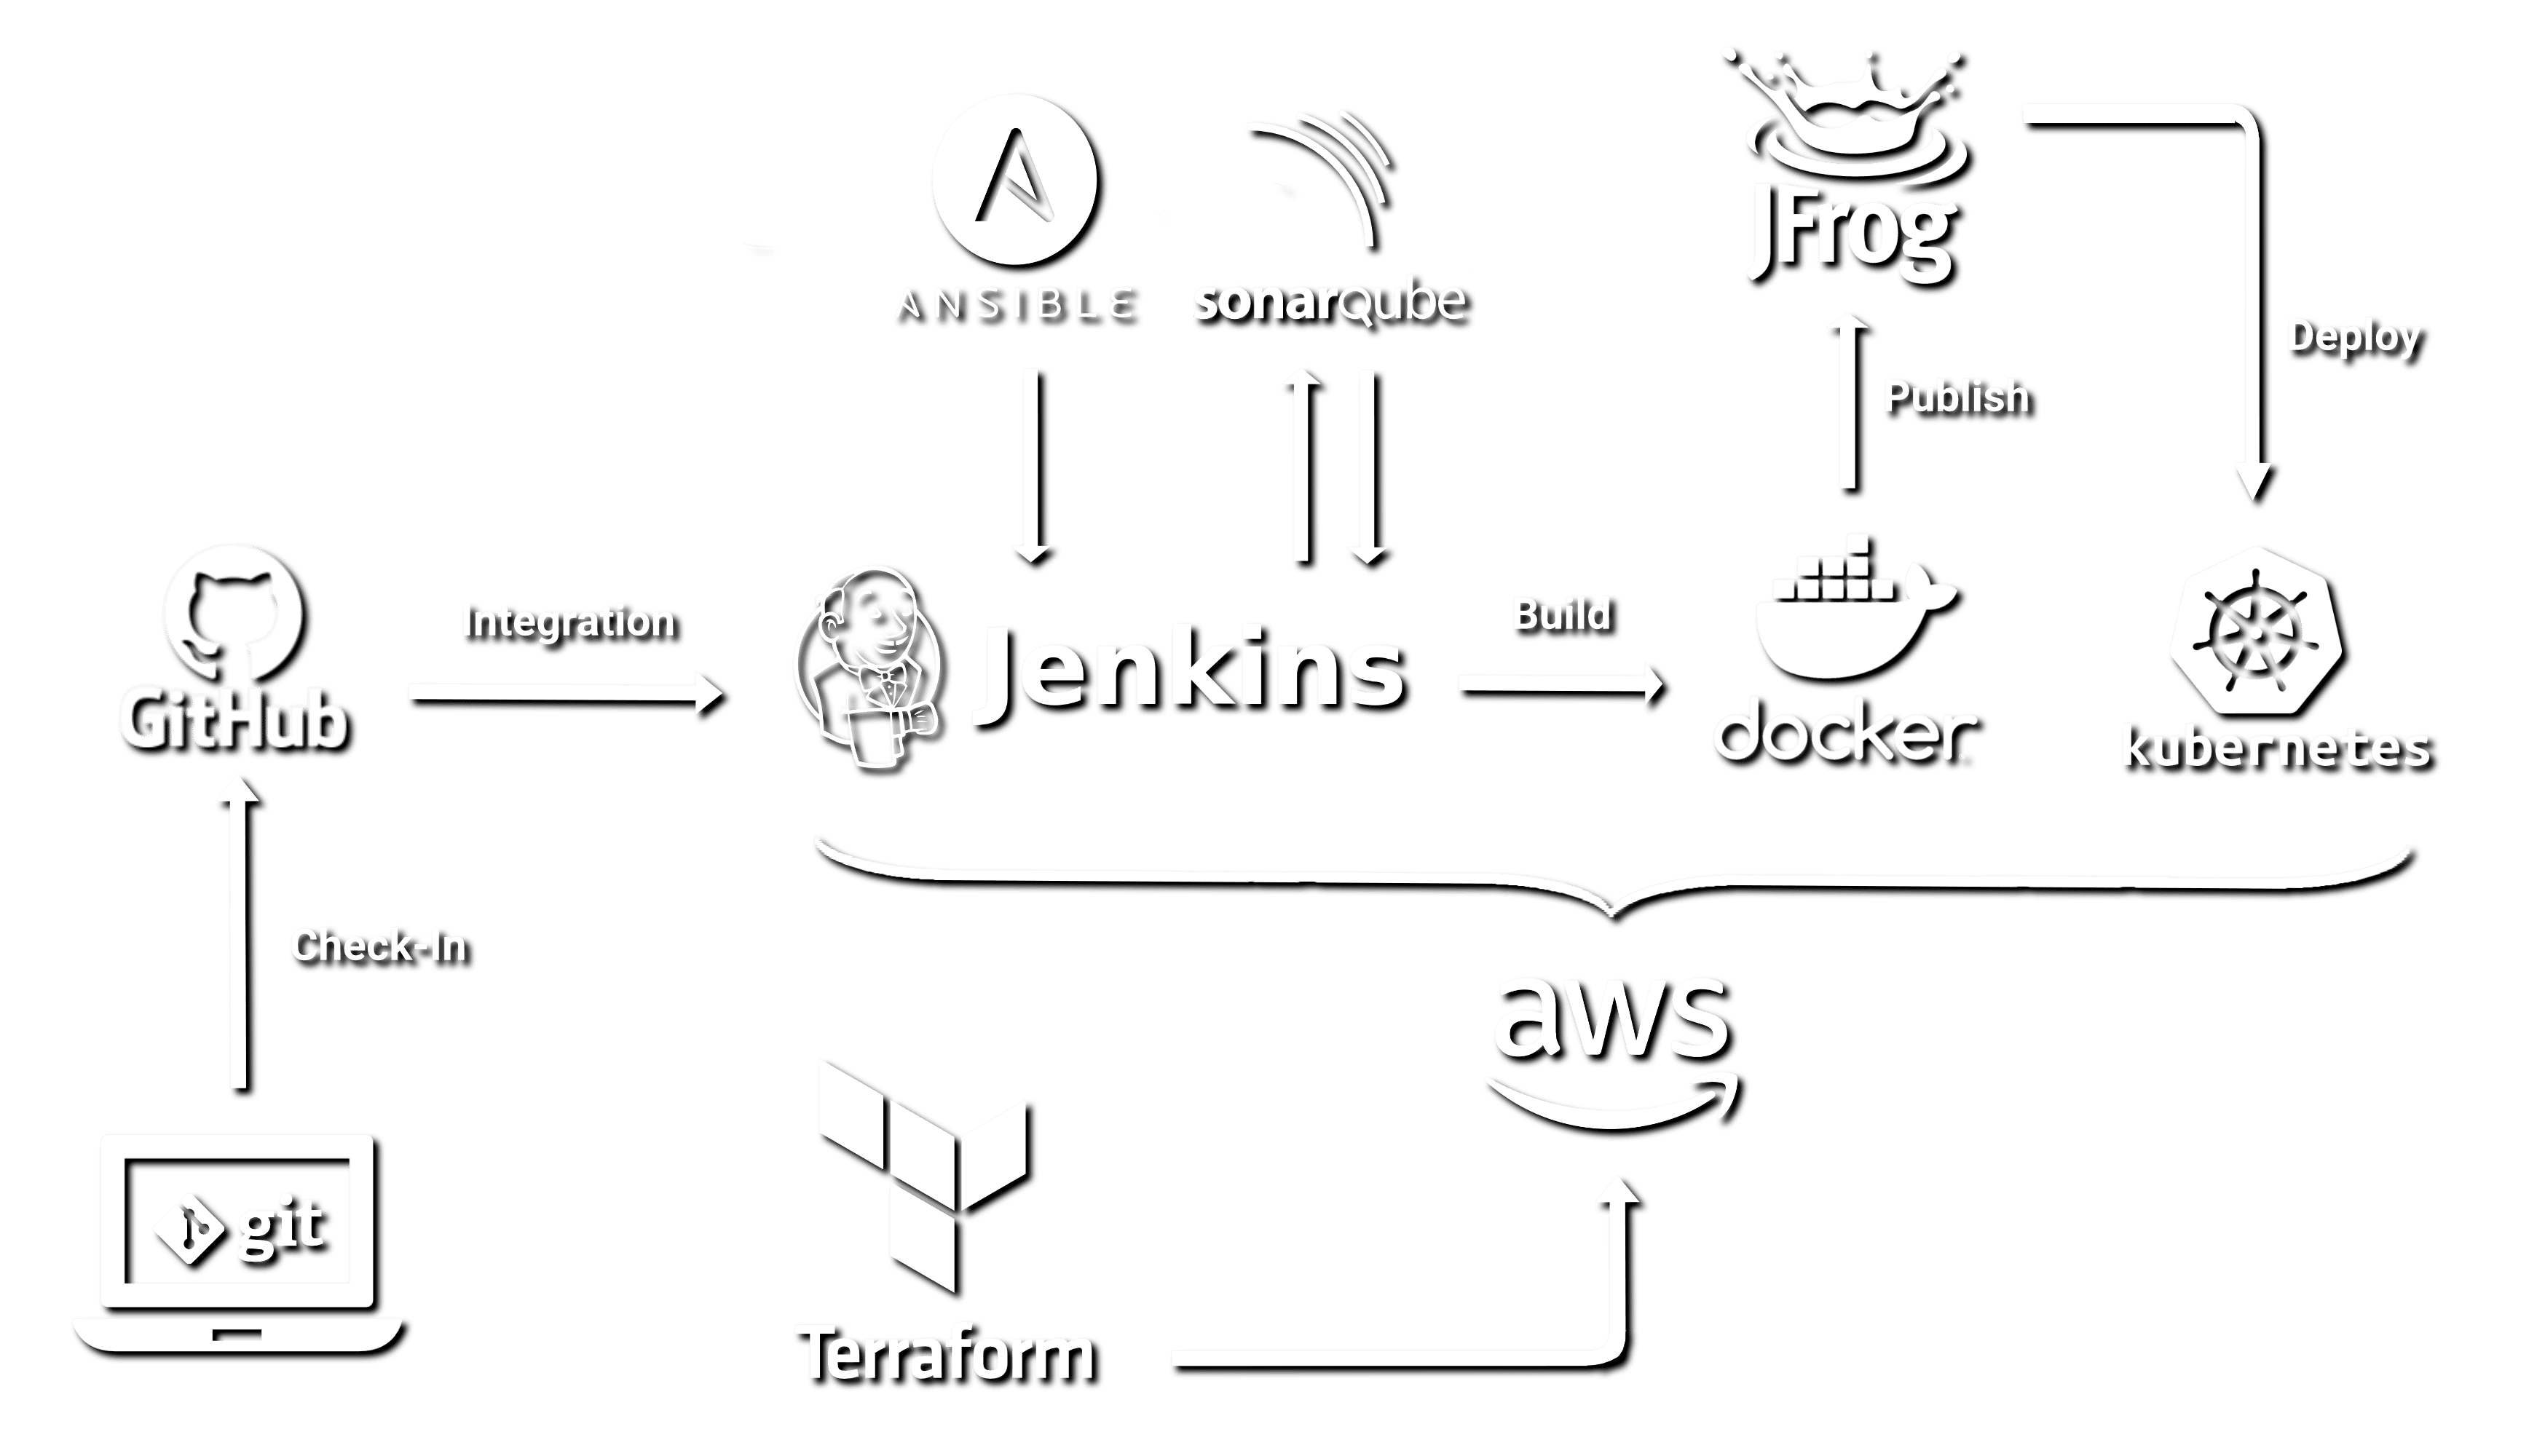 ANSIBLE
sonarqube
JFrog
Deploy
Publish
GitHub
Integration
Jenkins
Build
docker
kubernetes
Check-In
aws
git
Terraform